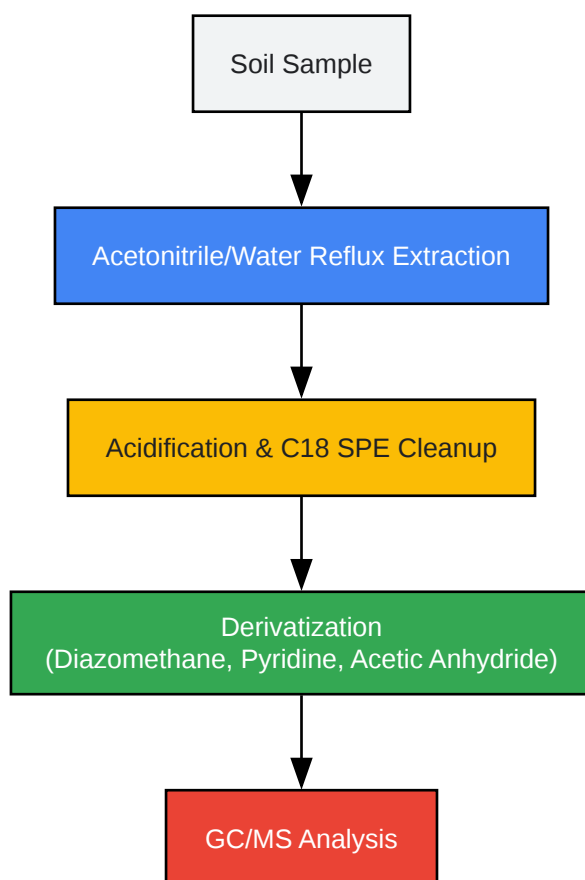 Soil Sample
Acetonitrile/Water Reflux Extraction
Acidification & C18 SPE Cleanup
Derivatization
(Diazomethane, Pyridine, Acetic Anhydride)
GC/MS Analysis